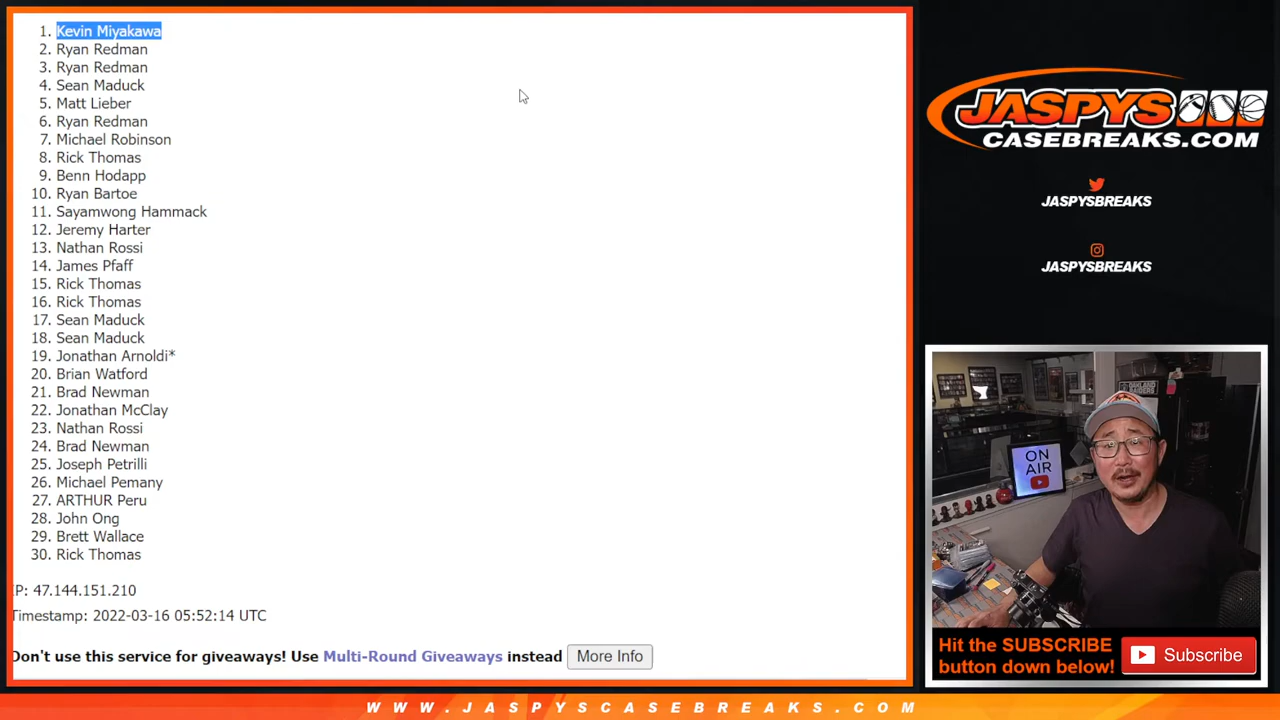 1. Kevin Miyakawa
2. Ryan Redman
3. Ryan Redman
4. Sean Maduck
5. Matt Lieber
6. Ryan Redman
7. Michael Robinson
8. Rick Thomas
9. Benn Hodapp
10. Ryan Bartoe
11. Sayamwong Hammack
12. Jeremy Harter
13. Nathan Rossi
14. James Pfaff
15. Rick Thomas
16. Rick Thomas
17. Sean Maduck
18. Sean Maduck
19. Jonathan Arnoldi*
20. Brian Watford
21. Brad Newman
22. Jonathan McClay
23. Nathan Rossi
24. Brad Newman
25. Joseph Petrilli
26. Michael Pemany
27. ARTHUR Peru
28. John Ong
29. Brett Wallace
30. Rick Thomas
IP: 47.144.151.210
Timestamp: 2022-03-16 05:52:14 UTC
Don't use this service for giveaways! Use Multi-Round Giveaways instead More Info
JASPYS
CASEBREAKS.COM
JASPYSBREAKS
JASPYSBREAKS
OAKLAND
RAIDERS
ON
AIR
Hit the SUBSCRIBE
button down below!
Subscribe
WWW.JASPYSCASEBREAKS.COM